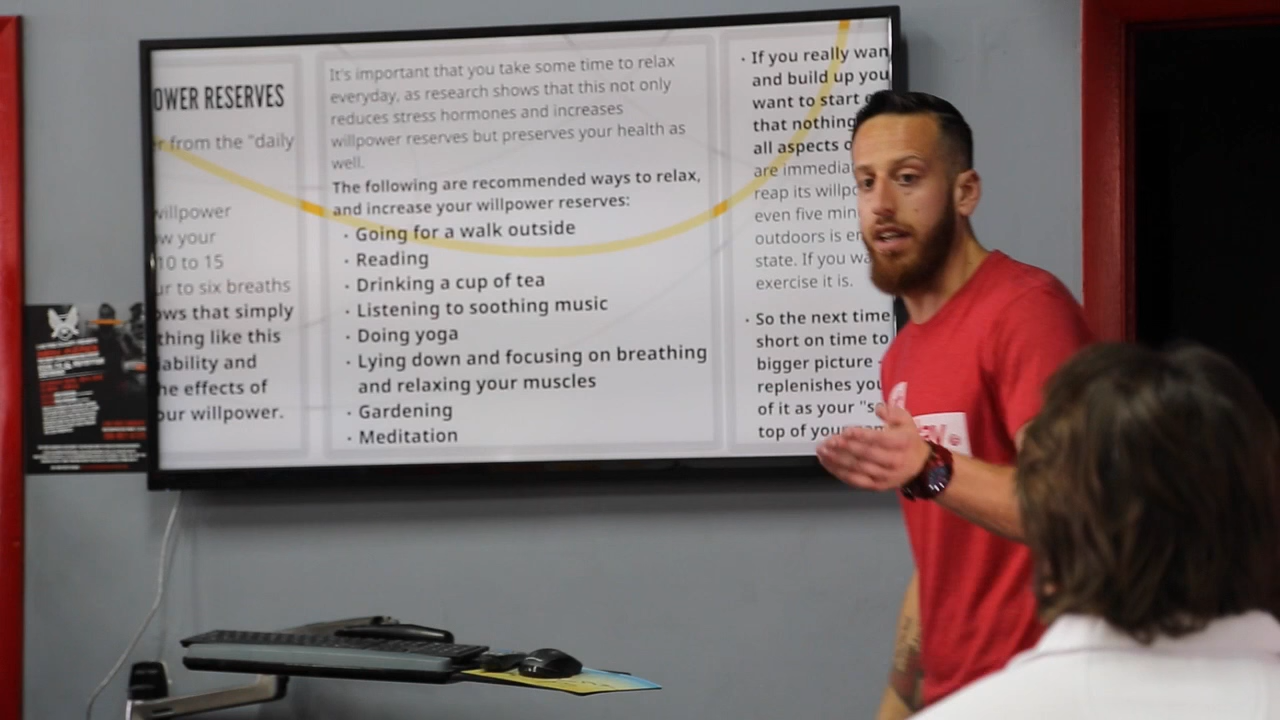 OWER RESERVES
from the "daily
willpower
w your
10 to 15
ur to six breaths
ows that simply
thing like this
iability and
he effects of
our willpower.
It's important that you take some time to relax
everyday, as research shows that this not only
reduces stress hormones and increases
willpower reserves but preserves your health as
well.
The following are recommended ways to relax,
and increase your willpower reserves:
· Going for a walk outside
· Reading
· Drinking a cup of tea
· Listening to soothing music
· Doing yoga
· Lying down and focusing on breathing
and relaxing your muscles
· Gardening
· Meditation
· If you really wan
and build up you
want to start
that nothing
all aspects o
are immedia
reap its willpo
even five min
outdoors is en
state. If you wa
exercise it is.
· So the next time
short on time to
bigger picture -
replenishes you
of it as your "s
top of your